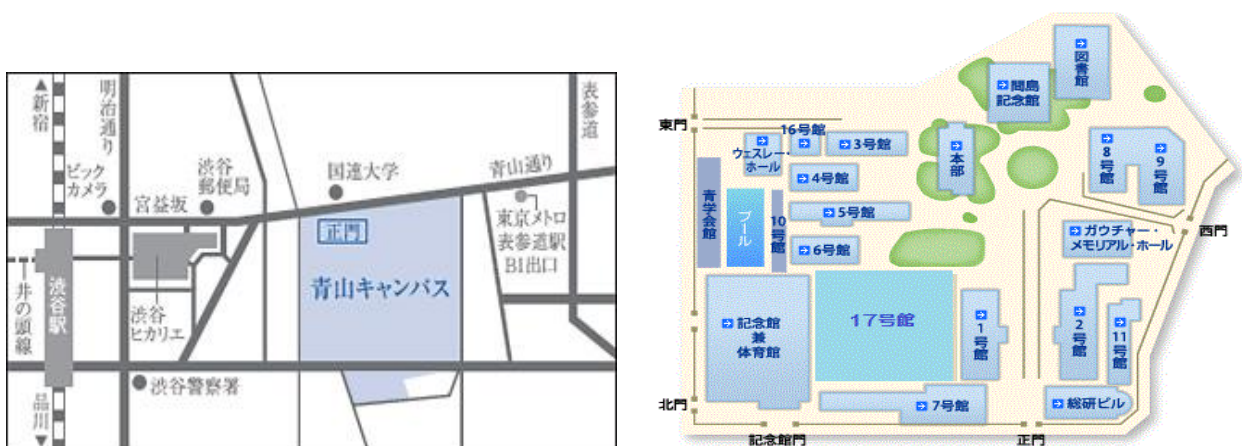 ▲新宿
明治通り
ビック
カメラ
宮益坂
渋谷
郵便局
国連大学
青山通り
表参道
東京メトロ
表参道駅
B1出口
正門
青山キャンパス
渋谷
ヒカリエ
渋谷駅
井の頭線
渋谷警察署
品川▼
図書館
間島
記念館
東門
16号館
3号館
ウェスレー・
ホール
本部
8号館
9号館
4号館
青学会館
プール
10号館
5号館
6号館
ガウチャー・
メモリアル・ホール
西門
記念館
兼
体育館
17号館
1号館
2号館
11号館
北門
7号館
総研ビル
記念館門
正門